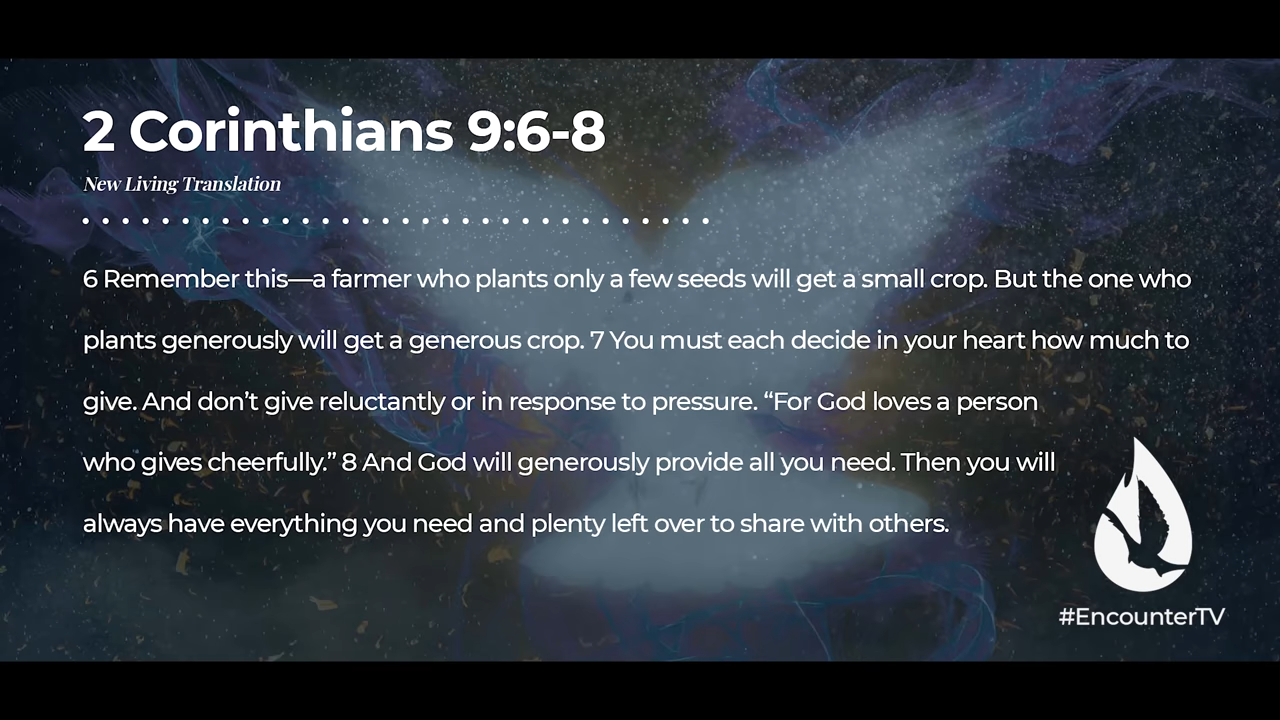 2 Corinthians 9:6-8
New Living Translation
6 Remember this—a farmer who plants only a few seeds will get a small crop. But the one who
plants generously will get a generous crop. 7 You must each decide in your heart how much to
give. And don’t give reluctantly or in response to pressure. “For God loves a person
who gives cheerfully.” 8 And God will generously provide all you need. Then you will
always have everything you need and plenty left over to share with others.
#EncounterTV